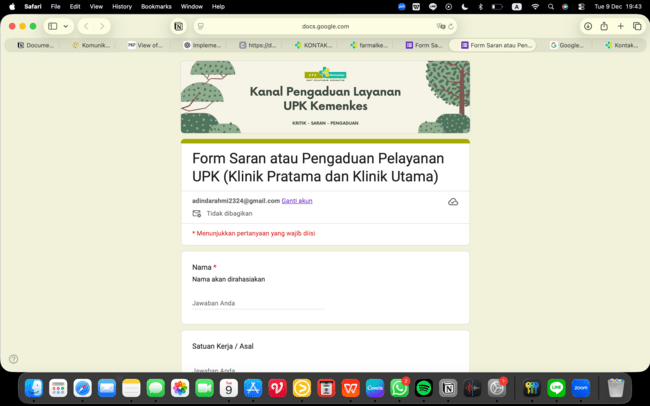 Safari File Edit View History Bookmarks Window Help
Tue 9 Dec 19:43
docs.google.com
Docume...
Komunik...
View of...
Impleme...
https://d...
KONTAK...
farmalke...
Form Sa...
Form Saran atau Pen...
Google...
Kontak...
Kanal Pengaduan Layanan
UPK Kemenkes
KRITIK - SARAN - PENGADUAN
Form Saran atau Pengaduan Pelayanan
UPK (Klinik Pratama dan Klinik Utama)
adindarahmi2324@gmail.com Ganti akun
Tidak dibagikan
* Menunjukkan pertanyaan yang wajib diisi
Nama *
Nama akan dirahasiakan
Jawaban Anda
Satuan Kerja / Asal
Jawaban Anda